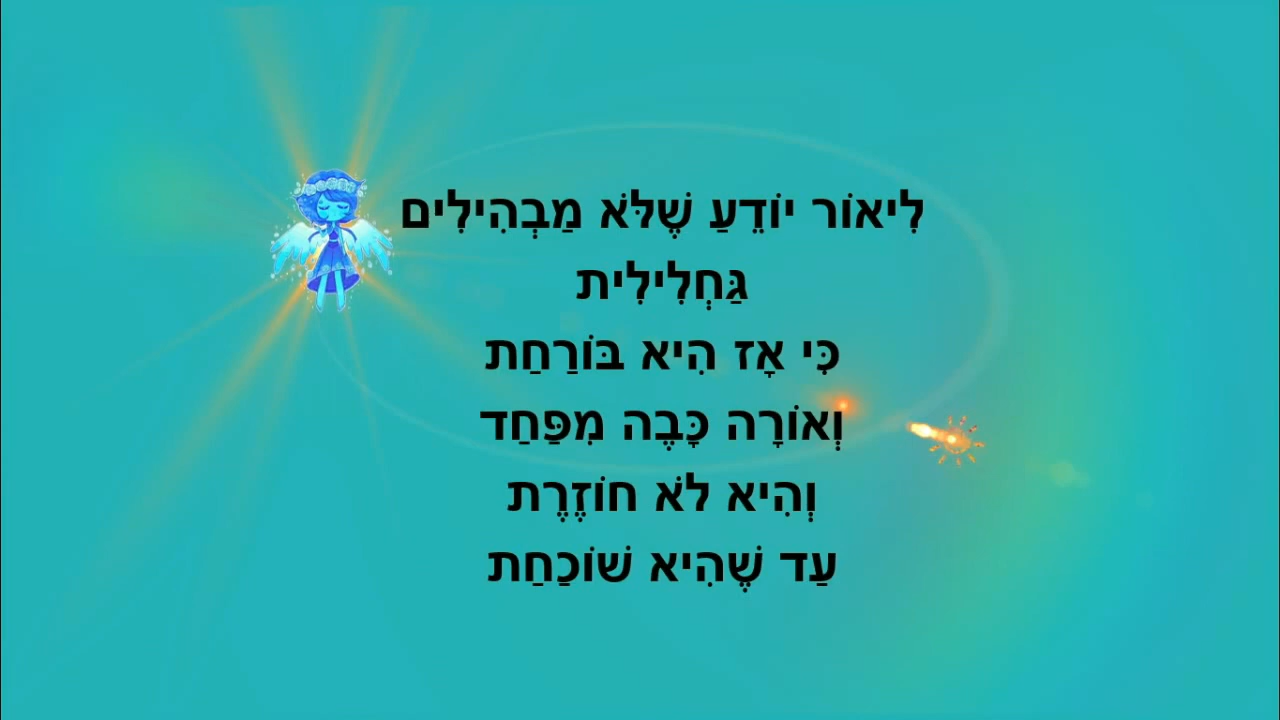 לִיאוֹר יוֹדֵעַ שֶׁלֹּא מַבְהִילִים
גַּחְלִילִית
כִּי אָז הִיא בּוֹרַחַת
וְאוֹרָהּ כָּבֶה מִפַּחַד
וְהִיא לֹא חוֹזֶרֶת
עַד שֶׁהִיא שׁוֹכַחַת